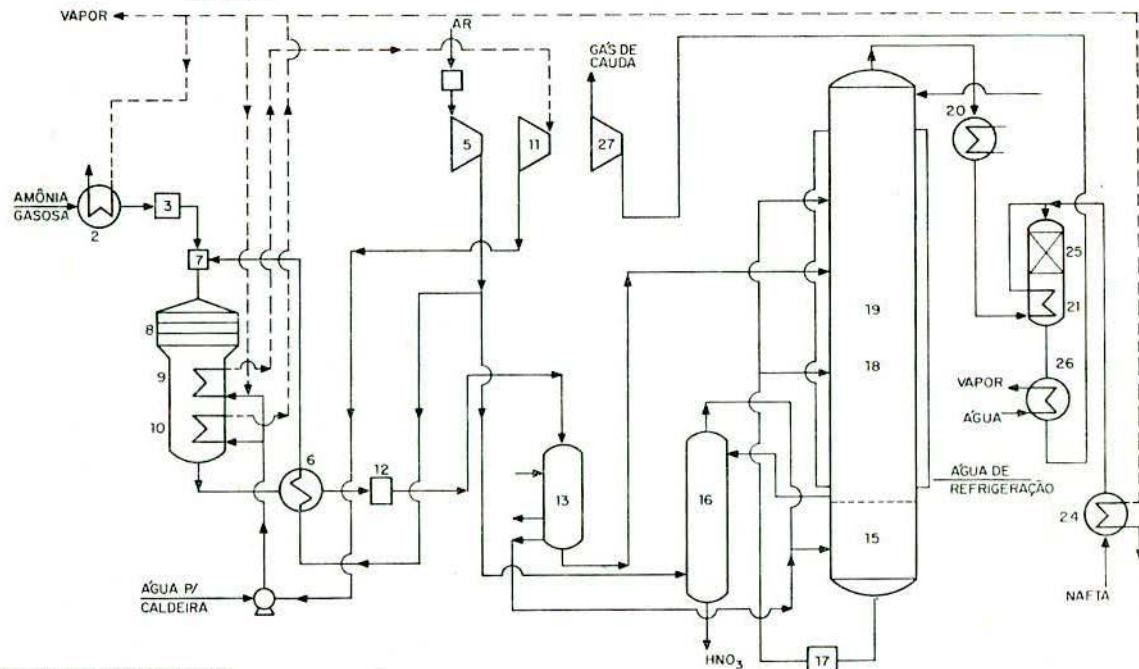 VAPOR
AR
GÁS DE
CAUDA
20
5
11
27
AMÔNIA
GASOSA
3
2
7
25
8
19
21
9
18
26
VAPOR
ÁGUA
10
6
12
13
16
ÁGUA DE
REFRIGERAÇÃO
24
15
ÁGUA P/
CALDEIRA
NAFTA
HNO3
17